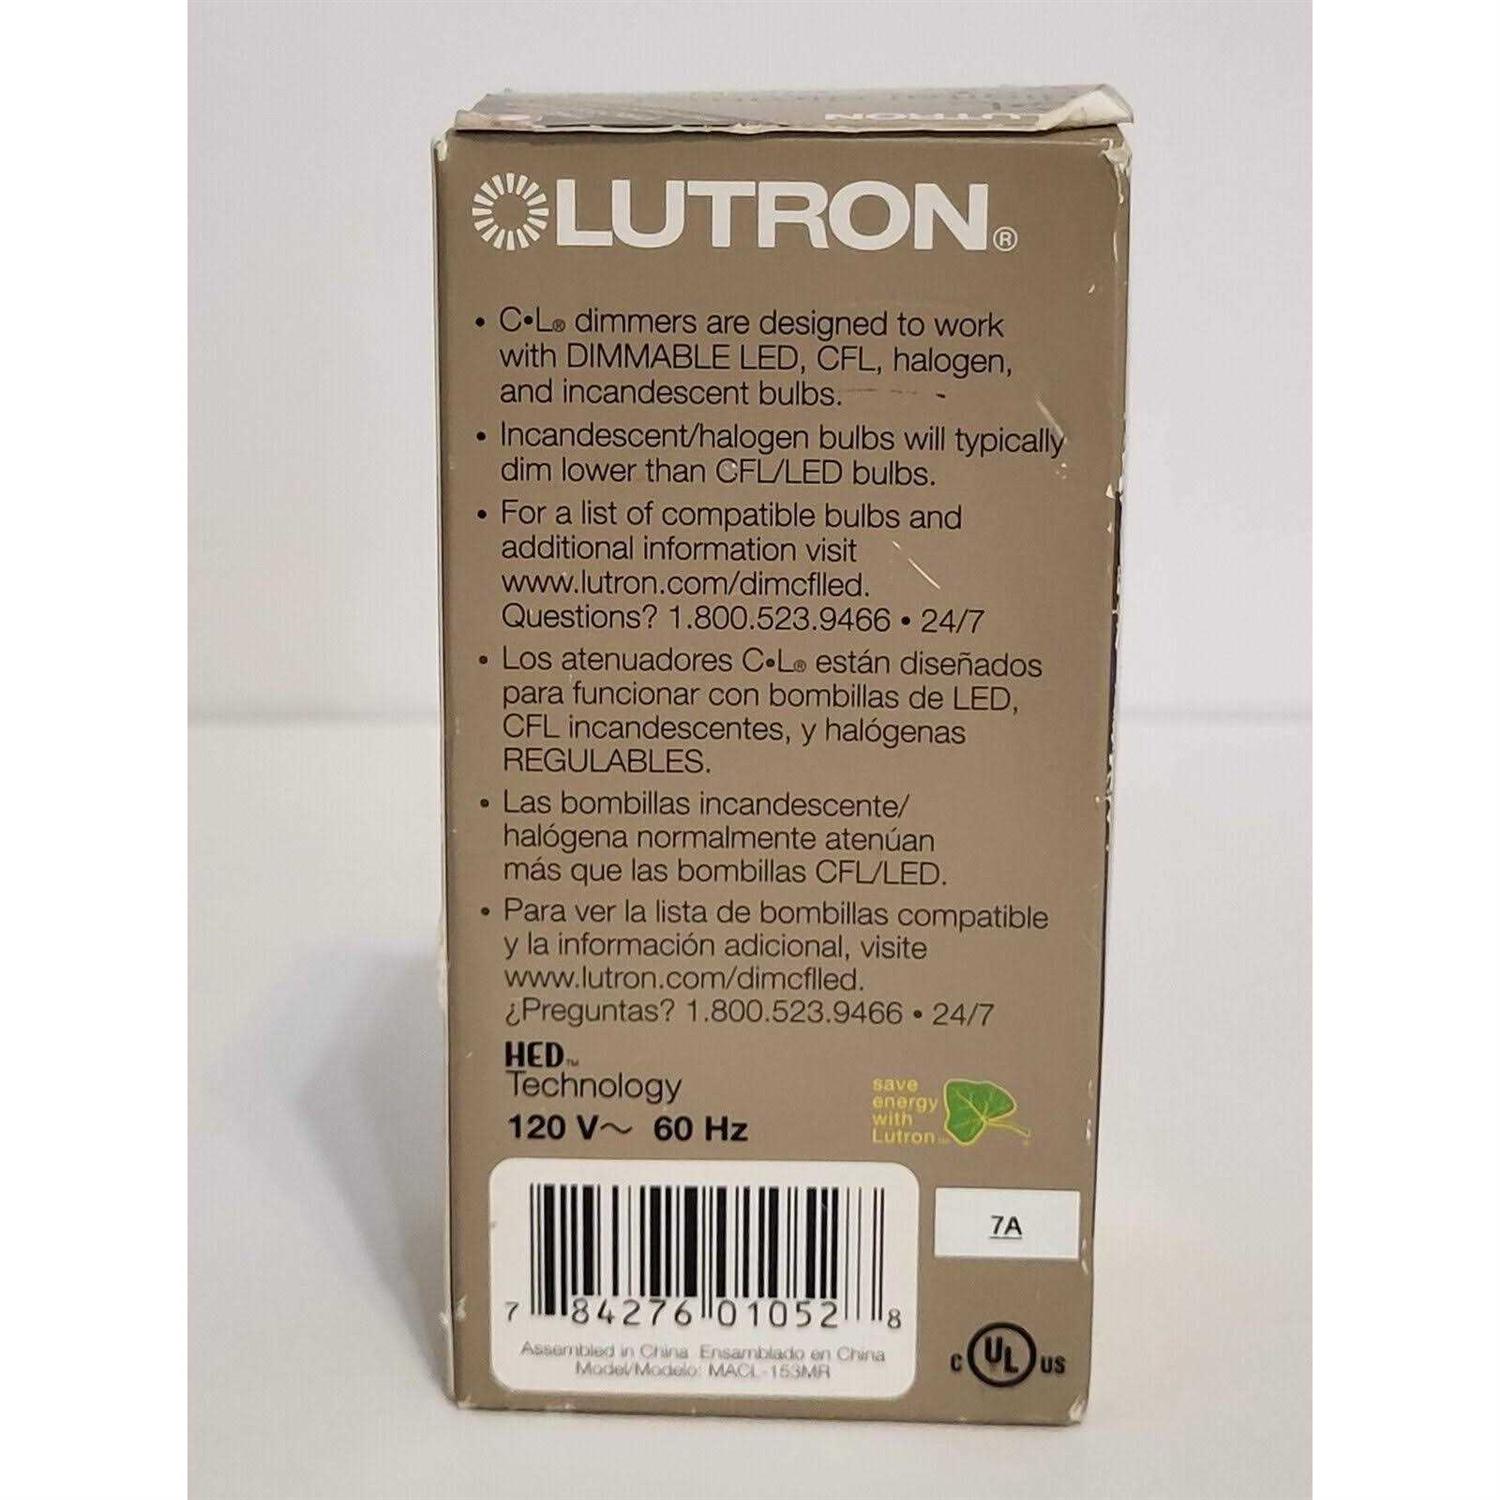 LUTRON
LUTRON®
• C•L® dimmers are designed to work
with DIMMABLE LED, CFL, halogen,
and incandescent bulbs.
• Incandescent/halogen bulbs will typically
dim lower than CFL/LED bulbs.
• For a list of compatible bulbs and
additional information visit
www.lutron.com/dimcflled.
Questions? 1.800.523.9466 • 24/7
• Los atenuadores C•L® están diseñados
para funcionar con bombillas de LED,
CFL incandescentes, y halógenas
REGULABLES.
• Las bombillas incandescente/
halógena normalmente atenúan
más que las bombillas CFL/LED.
• Para ver la lista de bombillas compatible
y la información adicional, visite
www.lutron.com/dimcflled.
¿Preguntas? 1.800.523.9466 • 24/7
HED™
Technology
120 V~ 60 Hz
save
energy
with
Lutron™
7 84276 01052 8
Assembled in China Ensamblado en China
Model/Modelo: MACL-153MR
7A
C UL US